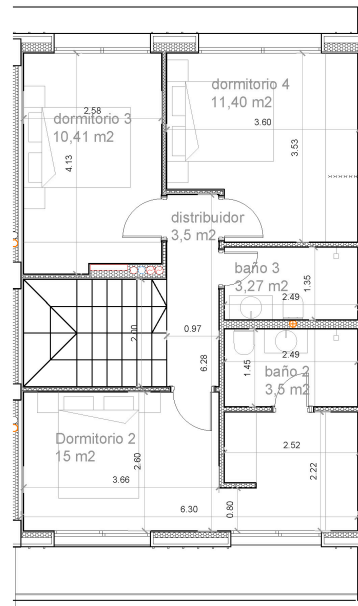 dormitorio 3
10,41 m2
2.58
4.13
dormitorio 4
11,40 m2
3.60
3.53
distribuidor
3,5 m2
baño 3
3,27 m2
2.49
1.35
2.00
0.97
6.28
1.45
2.49
baño 2
3,5 m2
Dormitorio 2
15 m2
2.60
3.66
2.52
2.22
6.30
0.80